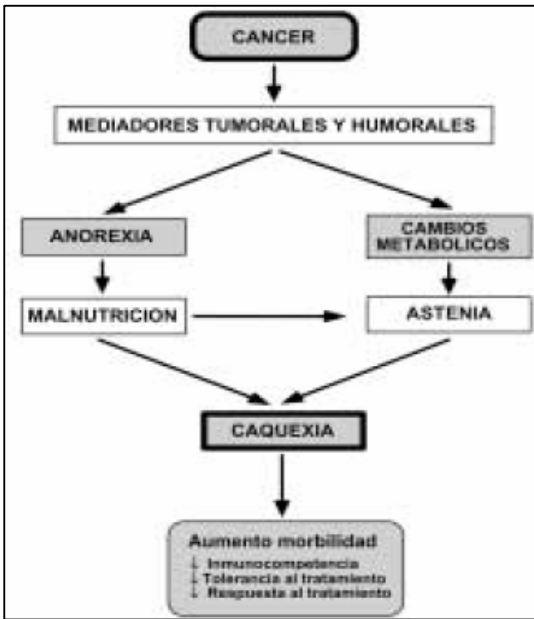 CANCER
MEDIADORES TUMORALES Y HUMORALES
ANOREXIA
CAMBIOS
METABOLICOS
MALNUTRICION
ASTENIA
CAQUEXIA
Aumento morbilidad
↓ Inmunocompetencia
↓ Tolerancia al tratamiento
↓ Respuesta al tratamiento